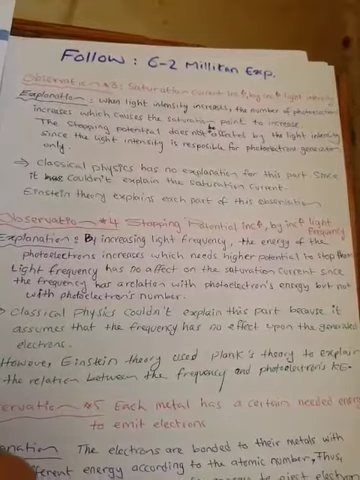 Follow : 6-2 Millikan Exp.
Observation #3: Saturation current inc↑, by inc↑ light intensity
Explanation : when light intensity increases, the number of photoelectron
increases which causes the saturation point to increase.
The stopping potential does not affected by the light intensity
since the light intensity is resposible for photoelectrons generation
only.
→ Classical physics has no explanation for this part. Since
it couldn't explain the saturation current.
Einstein theory explains each part of this observation
Observation #4 Stopping Potential inc↑, by inc↑ light
frequency
Explanation : By increasing light frequency, the energy of the
photoelectrons increases which needs higher potential to stop them
Light frequency has no affect on the saturation current since
the frequency has a relation with photoelectron's energy but not
with photoelectron's number.
Classical Physics couldn't explain this part because it
assumes that the frequency has no effect upon the generated
electrons.
However, Einstein theory used Plank's theory to explain
the relation between the frequency and photoelectron's KE.
servation #5 Each metal has a certain needed energy
to emit electrons
nation The electrons are bonded to their metals with
ferent energy according to the atomic number, Thus,
energy to eject electron